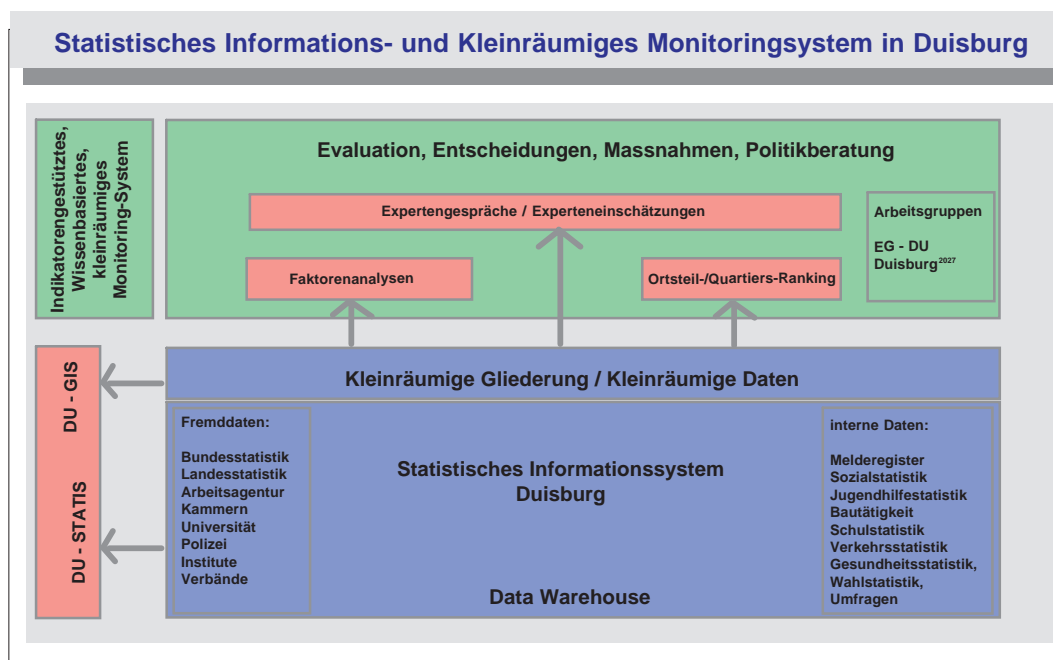 Statistisches Informations- und Kleinräumiges Monitoringsystem in Duisburg
Indikatorengestütztes,
Wissenbasiertes,
kleinräumiges
Monitoring-System
Evaluation, Entscheidungen, Massnahmen, Politikberatung
Expertengespräche / Experteneinschätzungen
Faktorenanalysen
Ortsteil-/Quartiers-Ranking
Arbeitsgruppen
EG - DU
Duisburg²⁰²⁷
DU - GIS
DU - STATIS
Kleinräumige Gliederung / Kleinräumige Daten
Fremddaten:
Bundesstatistik
Landesstatistik
Arbeitsagentur
Kammern
Universität
Polizei
Institute
Verbände
Statistisches Informationssystem
Duisburg
Data Warehouse
interne Daten:
Melderegister
Sozialstatistik
Jugendhilfestatistik
Bautätigkeit
Schulstatistik
Verkehrsstatistik
Gesundheitsstatistik,
Wahlstatistik,
Umfragen